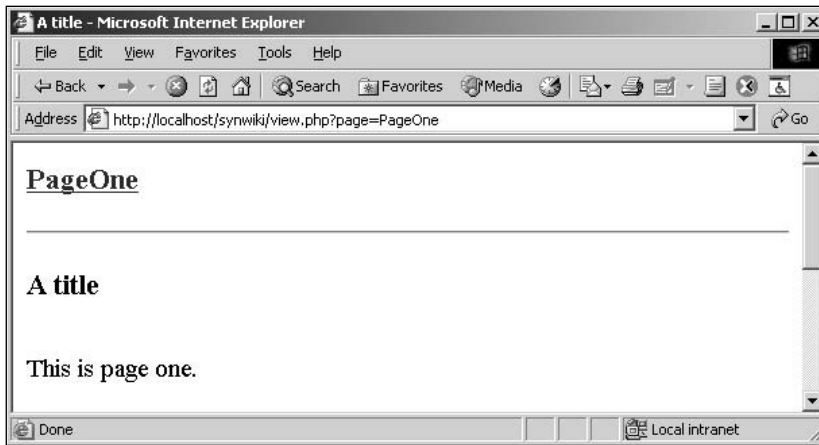 A title - Microsoft Internet Explorer
File Edit View Favorites Tools Help
Back Search Favorites Media
Address http://localhost/synwiki/view.php?page=PageOne Go
PageOne
A title
This is page one.
Done Local intranet